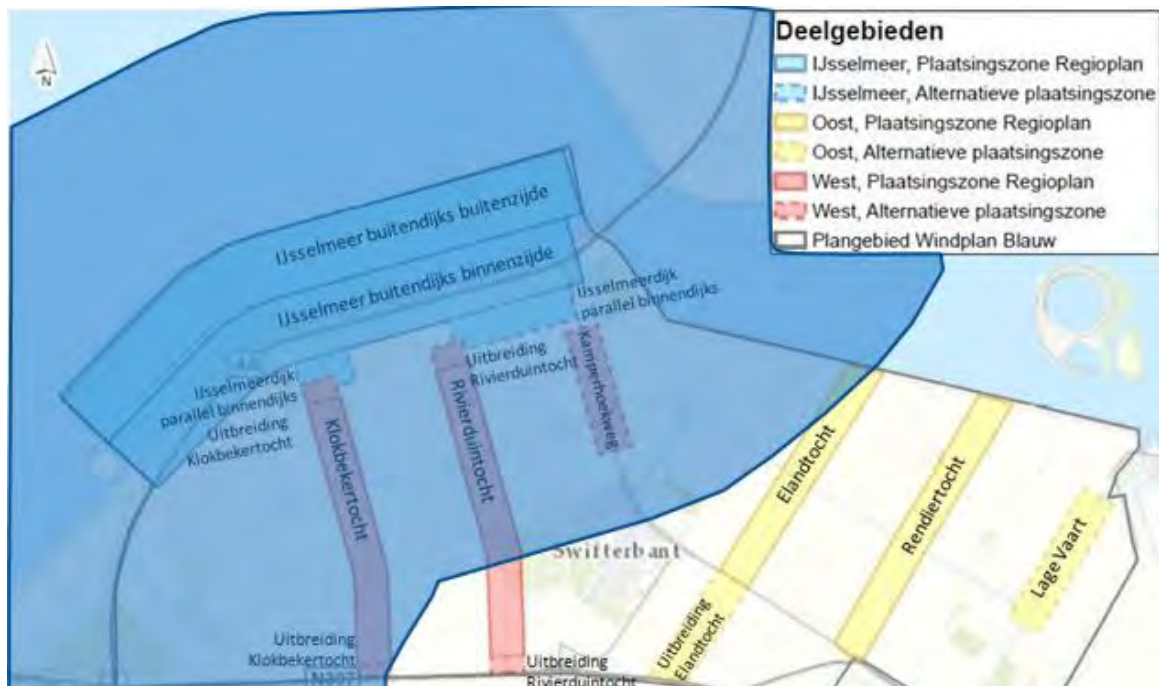 N
Deelgebieden
IJsselmeer, Plaatsingszone Regioplan
IJsselmeer, Alternatieve plaatsingszone
Oost, Plaatsingszone Regioplan
Oost, Alternatieve plaatsingszone
West, Plaatsingszone Regioplan
West, Alternatieve plaatsingszone
Plangebied Windplan Blauw
IJsselmeer buitendijks buitenzijde
IJsselmeer buitendijks binnenzijde
IJsselmeerdijk
parallel binnendijks
Uitbreiding
Rivierduintocht
Kamperhoekweg
IJsselmeerdijk
parallel binnendijks
Uitbreiding
Klokbekertocht
Klokbekertocht
Rivierduintocht
Elandtocht
Rendiertocht
Lage Vaart
Swifterbant
Uitbreiding
Elandtocht
Uitbreiding
Klokbekertocht
N307
Uitbreiding
Rivierduintocht